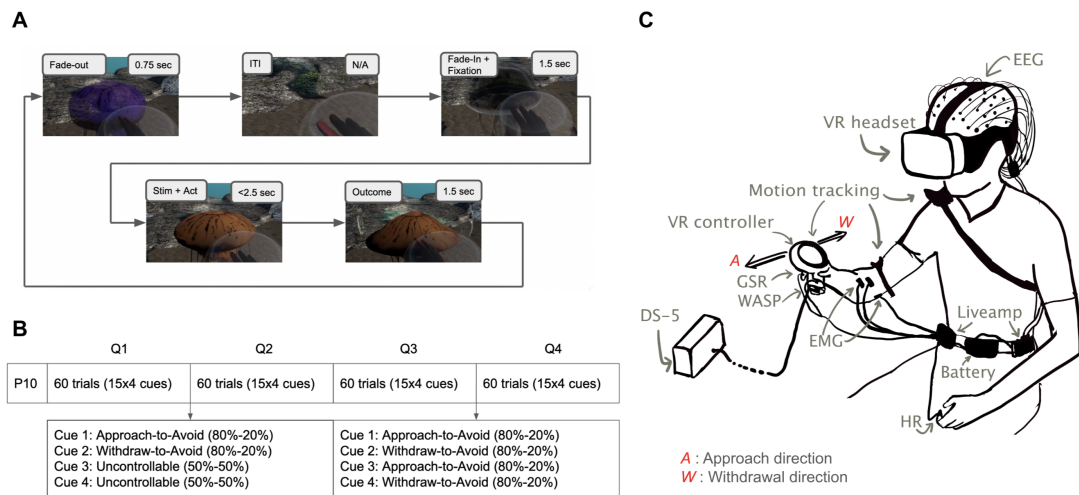 A
Fade-out
0.75 sec
ITI
N/A
Fade-In +
Fixation
1.5 sec
Stim + Act
<2.5 sec
Outcome
1.5 sec
B
Q1
Q2
Q3
Q4
P10
60 trials (15x4 cues)
60 trials (15x4 cues)
60 trials (15x4 cues)
60 trials (15x4 cues)
Cue 1: Approach-to-Avoid (80%-20%)
Cue 2: Withdraw-to-Avoid (80%-20%)
Cue 3: Uncontrollable (50%-50%)
Cue 4: Uncontrollable (50%-50%)
Cue 1: Approach-to-Avoid (80%-20%)
Cue 2: Withdraw-to-Avoid (80%-20%)
Cue 3: Approach-to-Avoid (80%-20%)
Cue 4: Withdraw-to-Avoid (80%-20%)
C
EEG
VR headset
Motion tracking
VR controller
W
A
GSR
WASP
DS-5
EMG
Liveamp
Battery
HR
A : Approach direction
W : Withdrawal direction